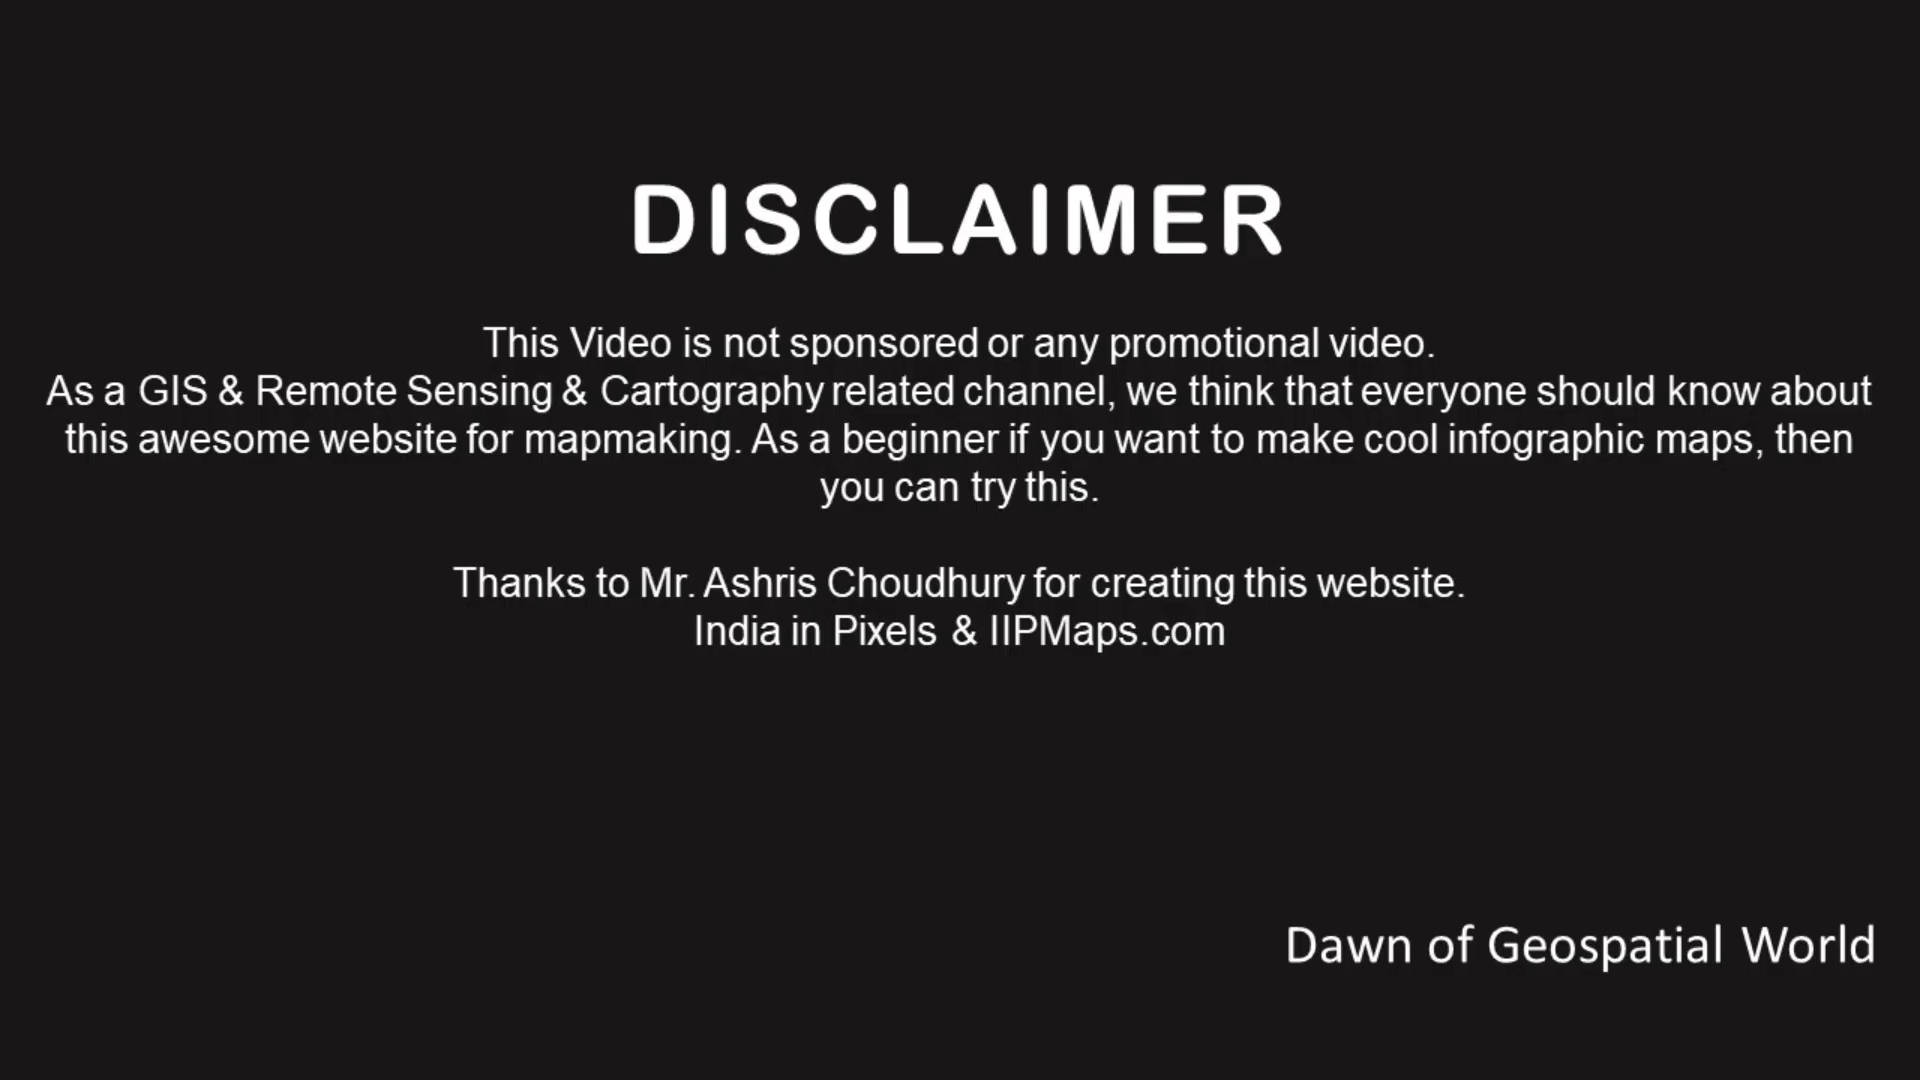 DISCLAIMER
This Video is not sponsored or any promotional video.
As a GIS & Remote Sensing & Cartography related channel, we think that everyone should know about
this awesome website for mapmaking. As a beginner if you want to make cool infographic maps, then
you can try this.
Thanks to Mr. Ashris Choudhury for creating this website.
India in Pixels & IIPMaps.com
Dawn of Geospatial World